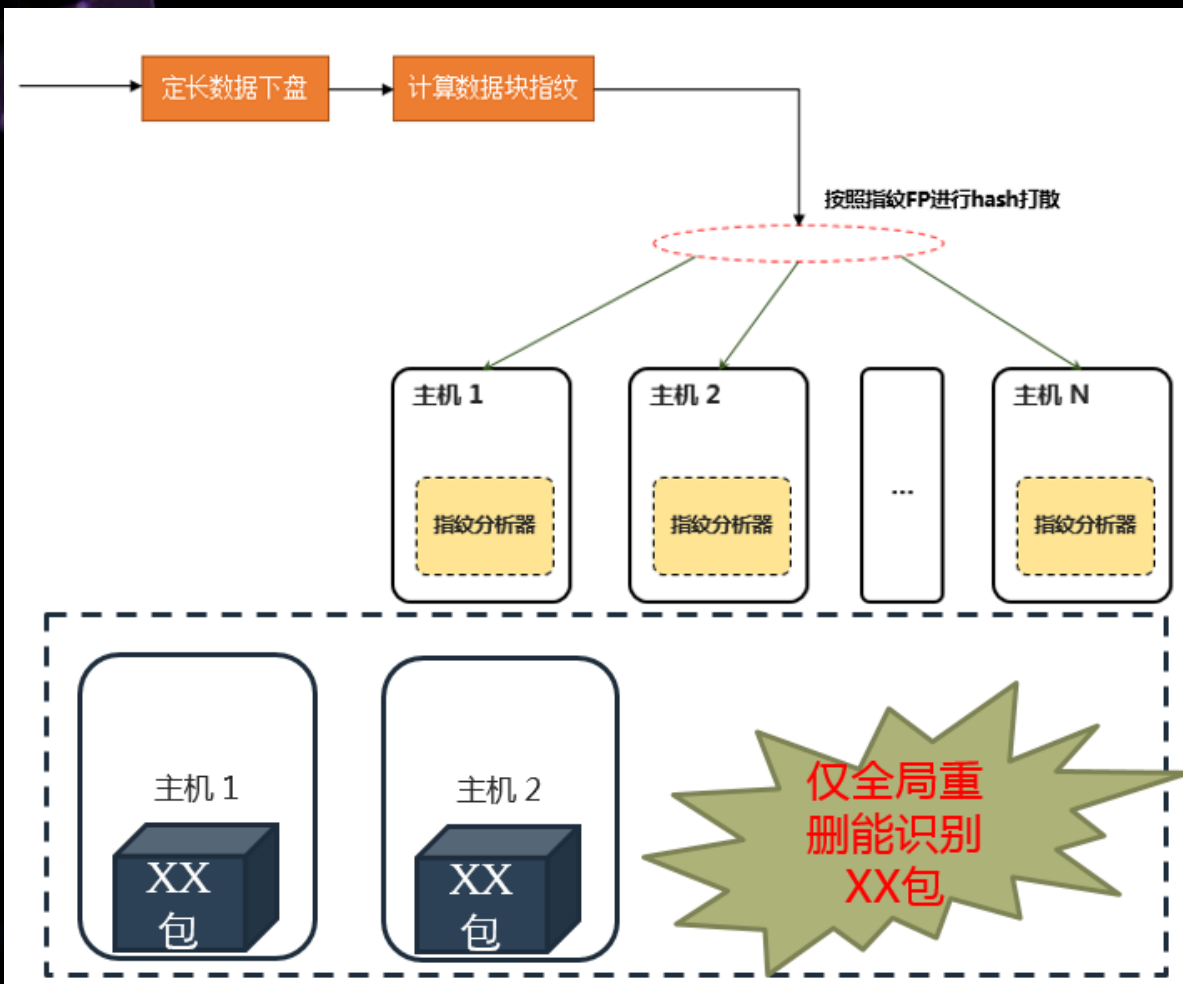 定长数据下盘
计算数据块指纹
按照指纹FP进行hash打散
主机 1
主机 2
主机 N
指纹分析器
指纹分析器
...
指纹分析器
主机 1
主机 2
XX
包
XX
包
仅全局重
删能识别
XX包